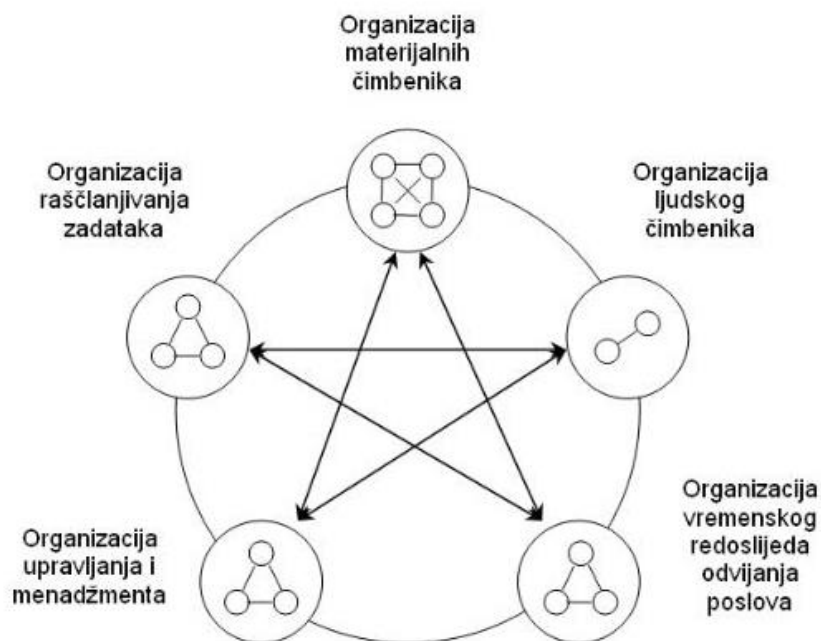 Organizacija
materijalnih
čimbenika
Organizacija
raščlanjivanja
zadataka
Organizacija
ljudskog
čimbenika
Organizacija
upravljanja i
menadžmenta
Organizacija
vremenskog
redoslijeda
odvijanja
poslova